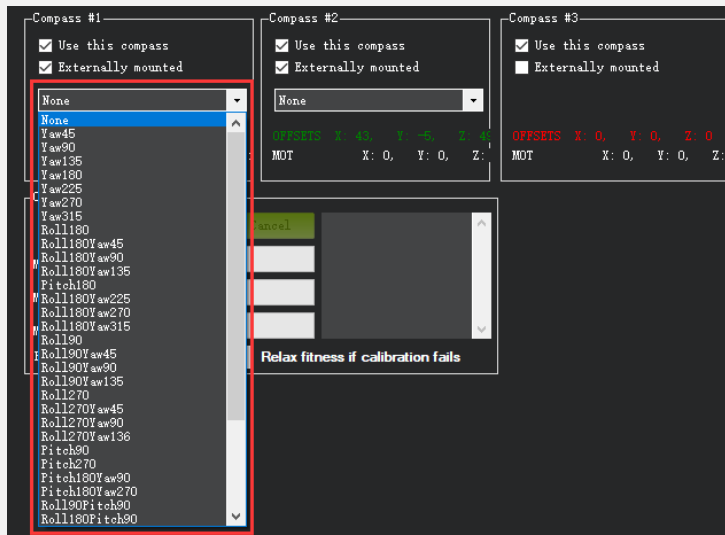 Compass #1
Compass #2
Compass #3
Use this compass
Use this compass
Use this compass
Externally mounted
Externally mounted
Externally mounted
None
None
OFFSETS X: 43, Y: -5, Z: 49
MOT X: 0, Y: 0, Z:
OFFSETS X: 0, Y: 0, Z: 0
MOT X: 0, Y: 0, Z:
None
Yaw45
Yaw90
Yaw135
Yaw180
Yaw225
Yaw270
Yaw315
Roll180
Roll180Yaw45
Roll180Yaw90
Roll180Yaw135
Pitch180
Roll180Yaw225
Roll180Yaw270
Roll180Yaw315
Roll90
Roll90Yaw45
Roll90Yaw90
Roll90Yaw135
Roll270
Roll270Yaw45
Roll270Yaw90
Roll270Yaw136
Pitch90
Pitch270
Pitch180Yaw90
Pitch180Yaw270
Roll90Pitch90
Roll180Pitch90
Cancel
Relax fitness if calibration fails